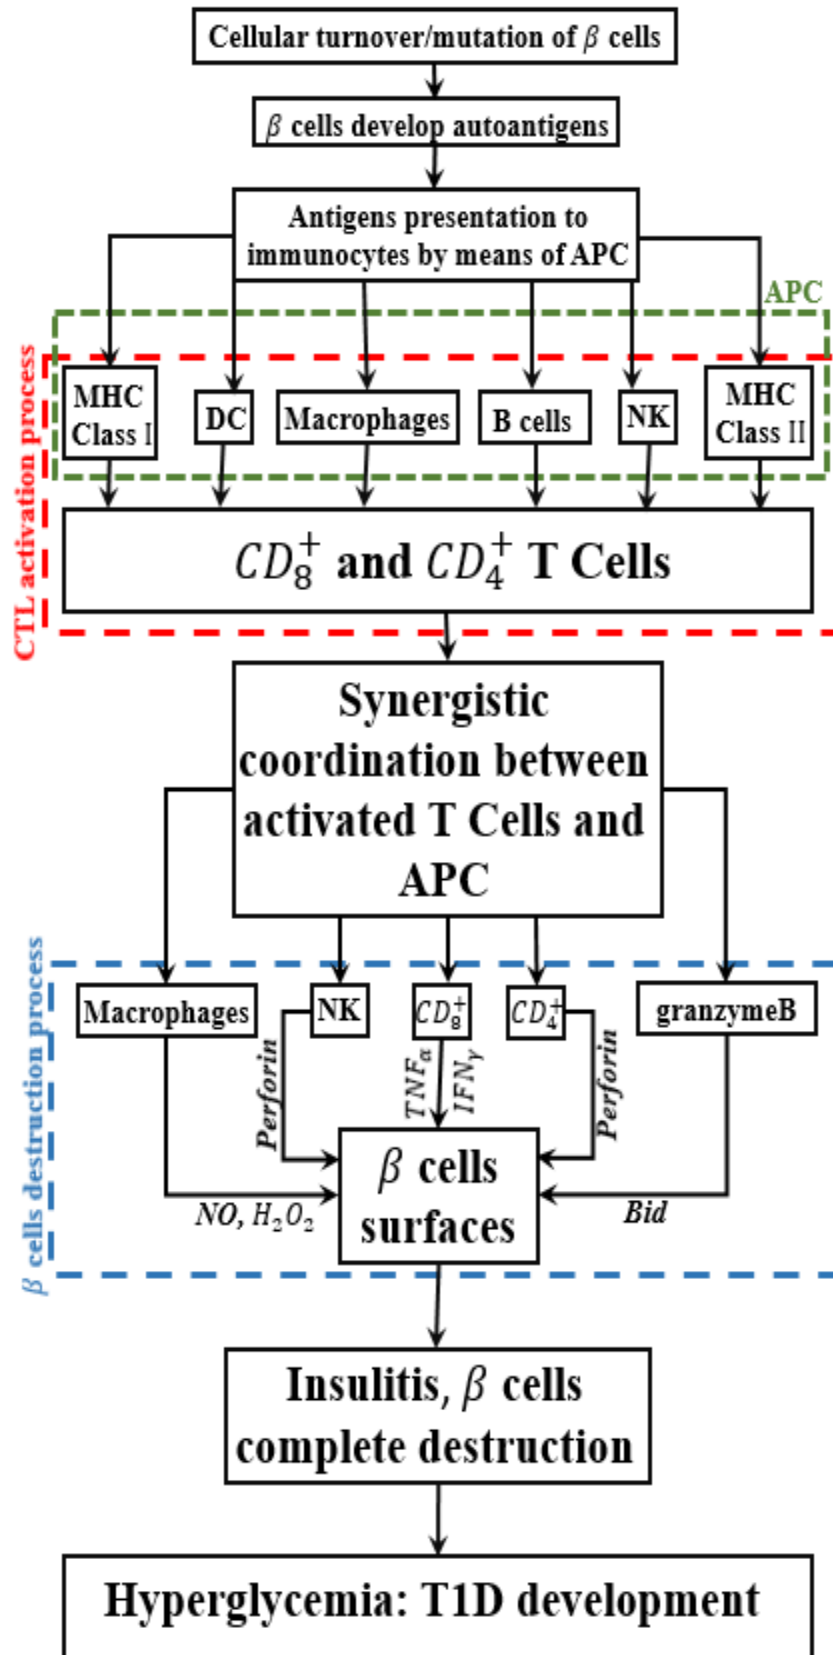 Cellular turnover/mutation of β cells
β cells develop autoantigens
Antigens presentation to
immunocytes by means of APC
APC
CTL activation process
MHC
Class I
DC
Macrophages
B cells
NK
MHC
Class II
CD₈⁺ and CD₄⁺ T Cells
Synergistic
coordination between
activated T Cells and
APC
β cells destruction process
Macrophages
NK
CD₈⁺
CD₄⁺
granzymeB
Perforin
TNFα
IFNγ
Perforin
β cells
surfaces
NO, H₂O₂
Bid
Insulitis, β cells
complete destruction
Hyperglycemia: T1D development